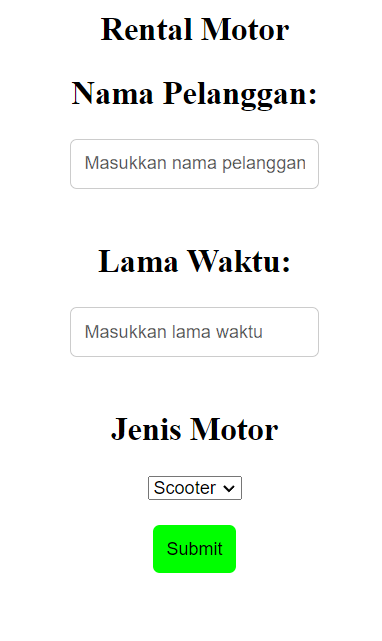 Rental Motor
Nama Pelanggan:
Masukkan nama pelanggan
Lama Waktu:
Masukkan lama waktu
Jenis Motor
Scooter
Submit